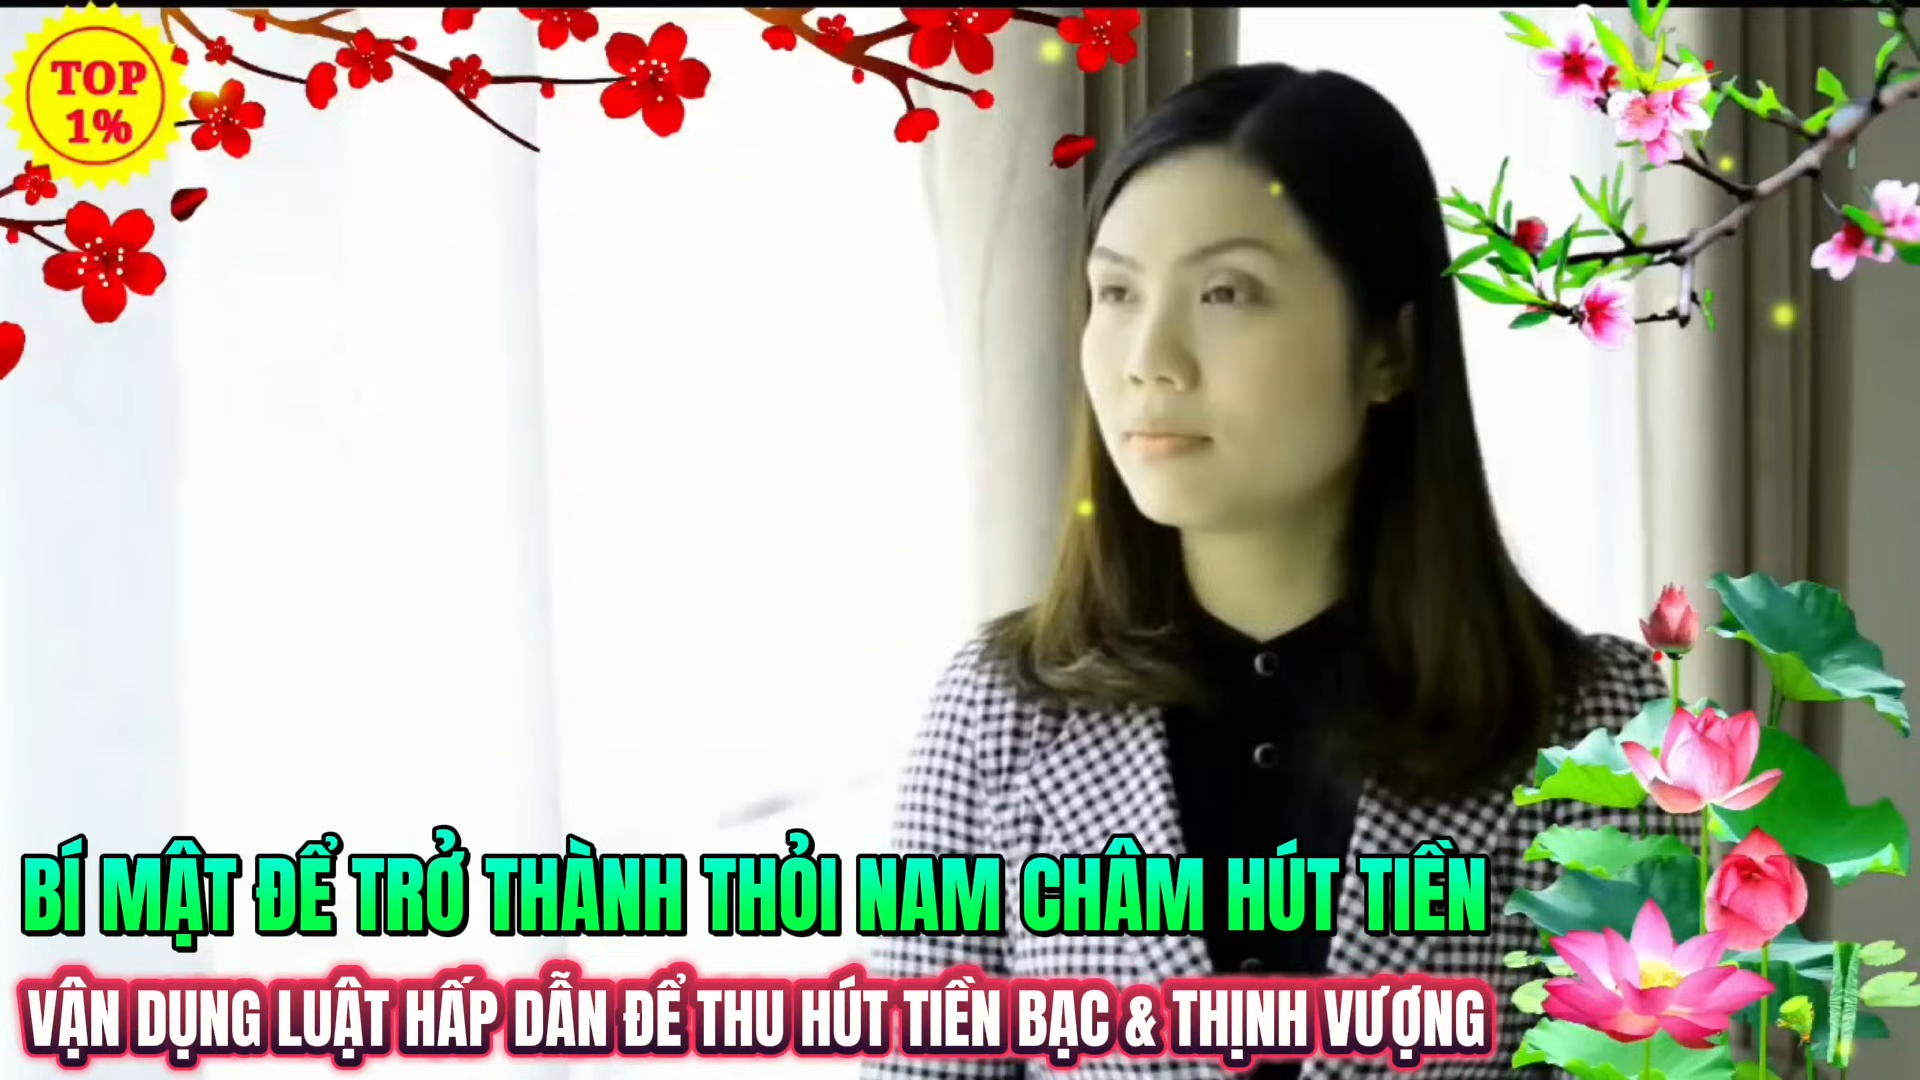 TOP
1%
BÍ MẬT ĐỂ TRỞ THÀNH THỎI NAM CHÂM HÚT TIỀN
VẬN DỤNG LUẬT HẤP DẪN ĐỂ THU HÚT TIỀN BẠC & THỊNH VƯỢNG